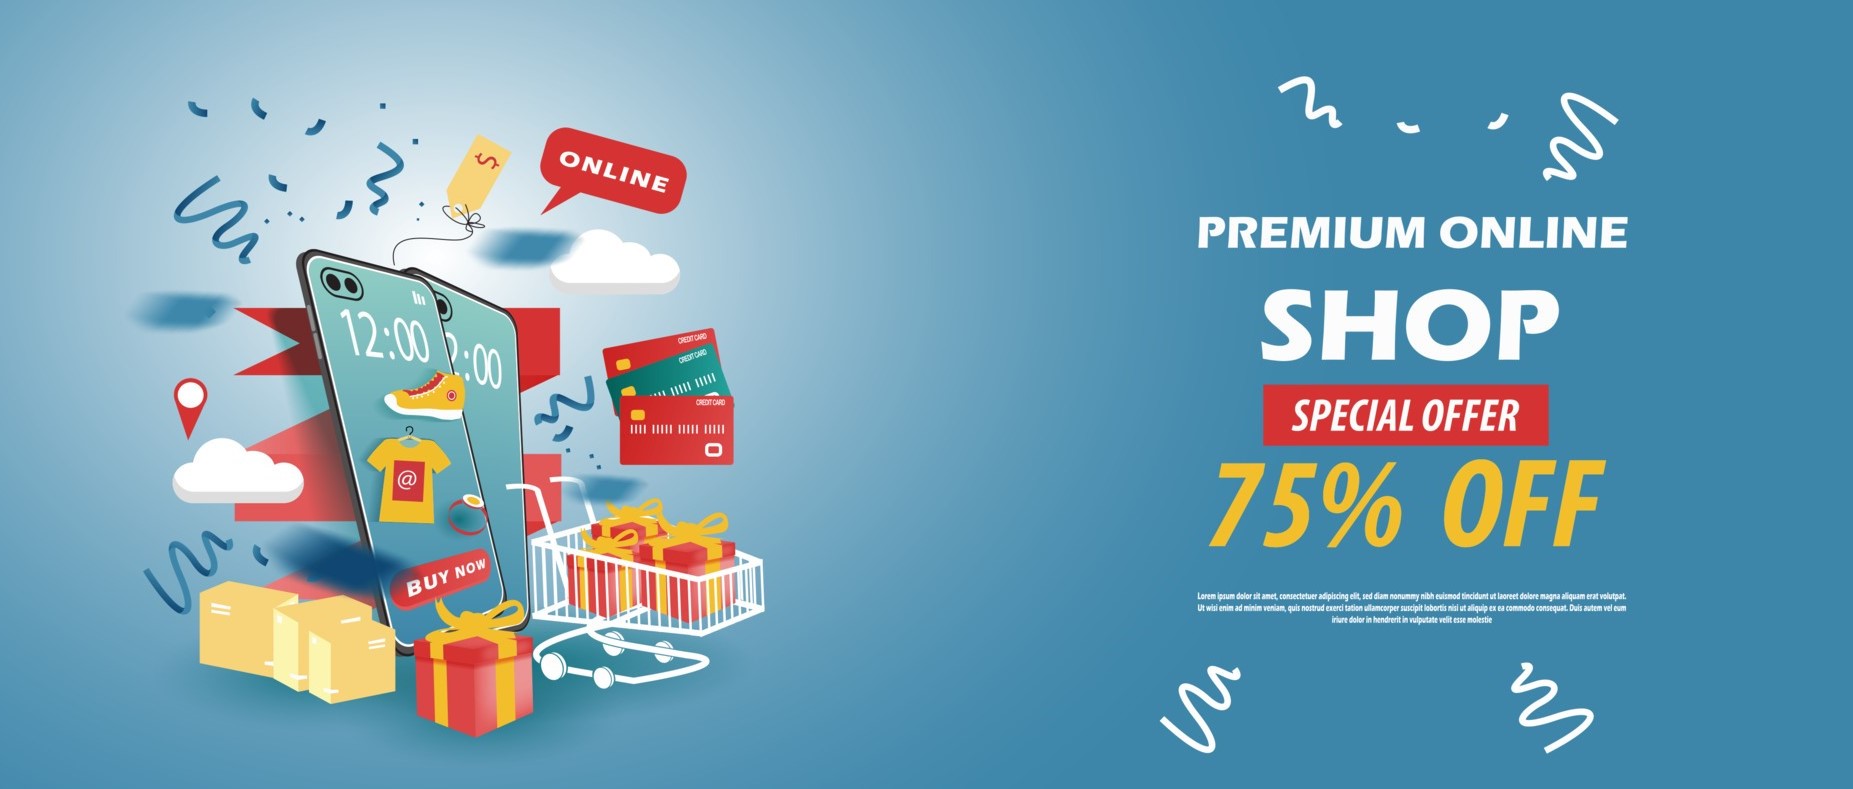 $
ONLINE
12:00
2:00
CREDIT CARD
CREDIT CARD
CREDIT CARD
@
BUY NOW
PREMIUM ONLINE
SHOP
SPECIAL OFFER
75% OFF
Lorem ipsum dolor sit amet, consectetuer adipiscing elit, sed diam nonummy nibh euismod tincidunt ut laoreet dolore magna aliquam erat volutpat.
Ut wisi enim ad minim veniam, quis nostrud exerci tation ullamcorper suscipit lobortis nisl ut aliquip ex ea commodo consequat. Duis autem vel eum
iriure dolor in hendrerit in vulputate velit esse molestie